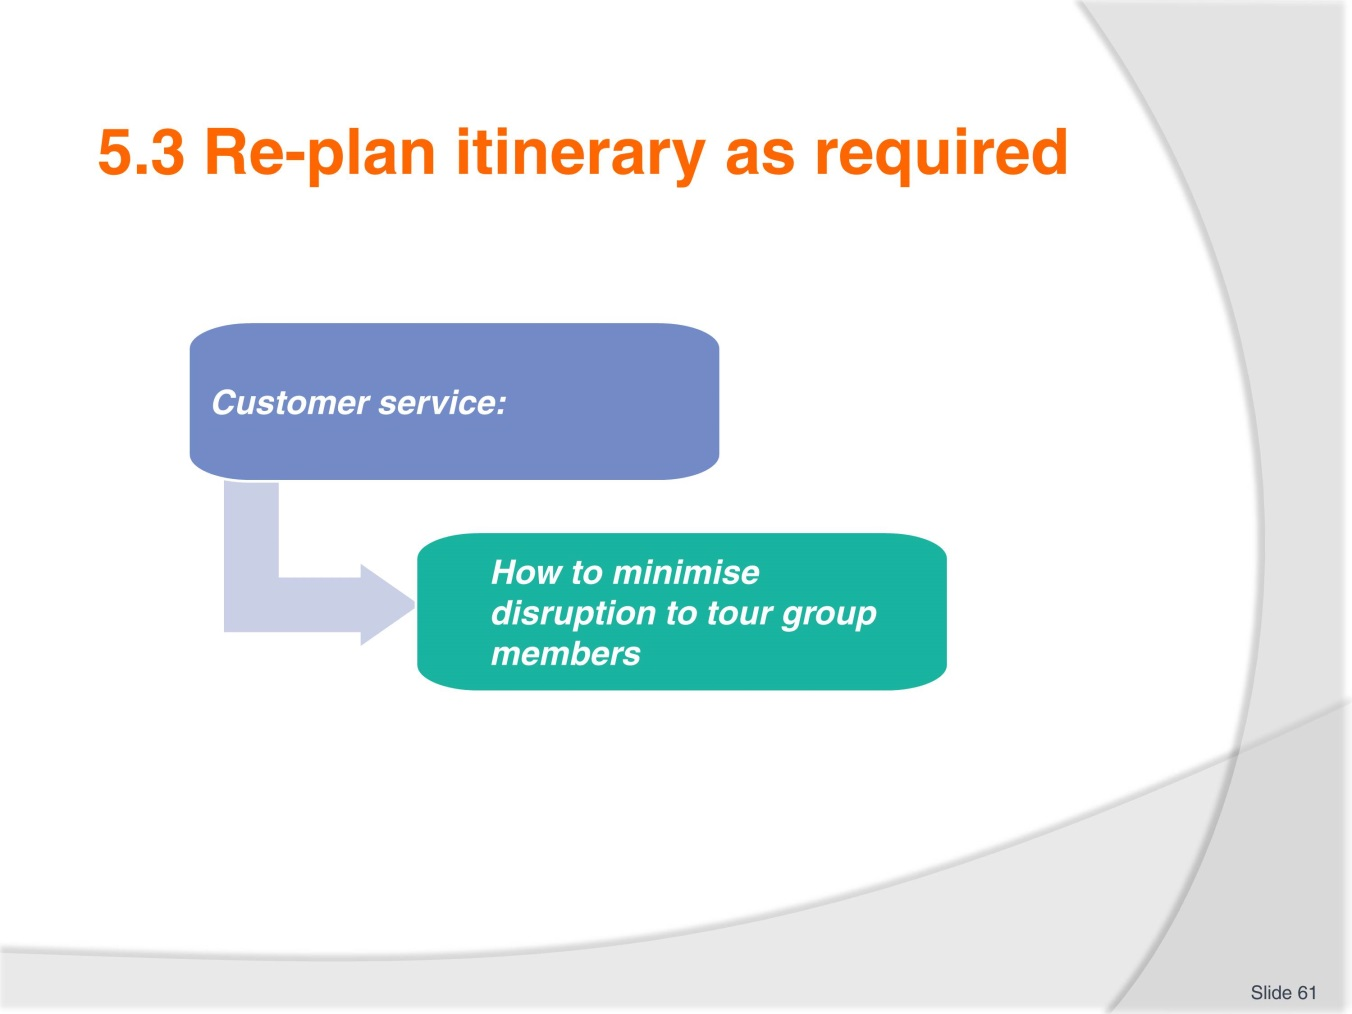 5.3 Re-plan itinerary as required
Customer service:
How to minimise
disruption to tour group
members
Slide 61